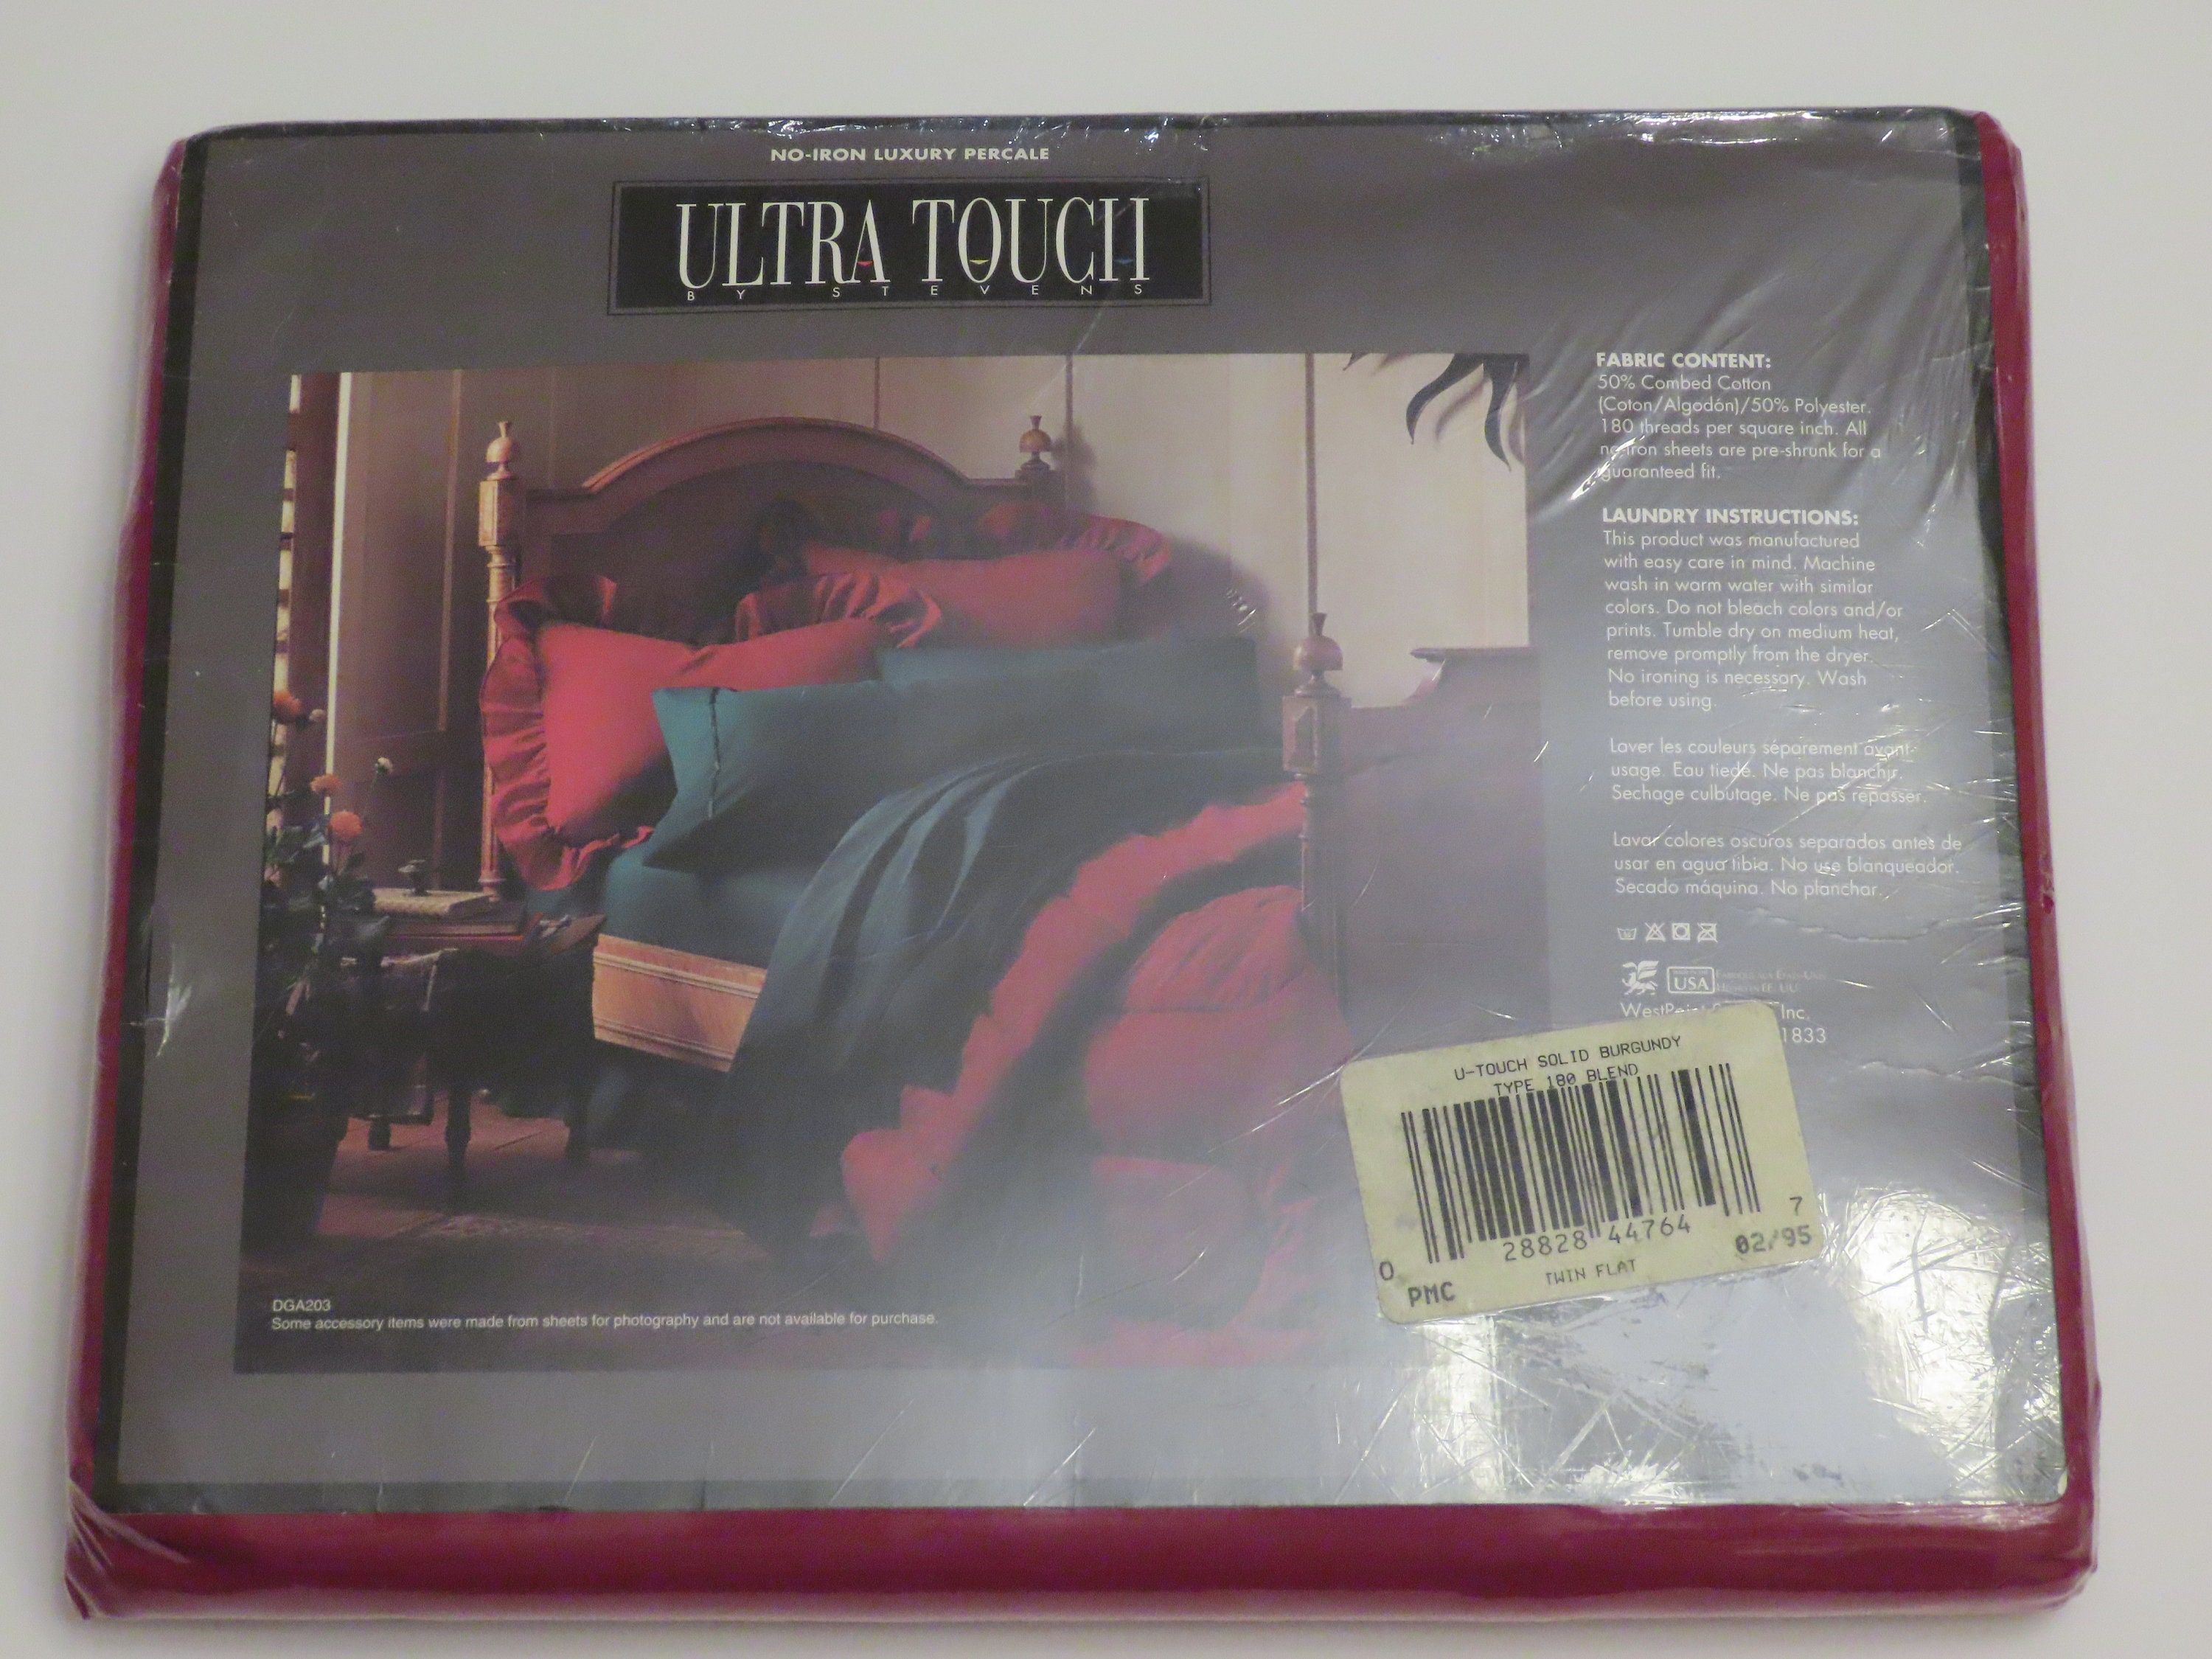 NO-IRON LUXURY PERCALE
ULTRA TOUCH
BY STEVENS
FABRIC CONTENT:
50% Combed Cotton
(Coton/Algodón)/50% Polyester.
180 threads per square inch. All
no-iron sheets are pre-shrunk for a
guaranteed fit.
LAUNDRY INSTRUCTIONS:
This product was manufactured
with easy care in mind. Machine
wash in warm water with similar
colors. Do not bleach colors and/or
prints. Tumble dry on medium heat,
remove promptly from the dryer.
No ironing is necessary. Wash
before using.
Laver les couleurs séparement avant-
usage. Eau tiede. Ne pas blanchir.
Sechage culbutage. Ne pas repasser.
Lavar colores oscuros separados antes de
usar en agua tibia. No use blanqueador.
Secado máquina. No planchar.
USA
WestPoint Inc.
1833
U-TOUCH SOLID BURGUNDY
TYPE 180 BLEND
0 28828 44764 7
PMC TWIN FLAT 02/95
DGA203
Some accessory items were made from sheets for photography and are not available for purchase.